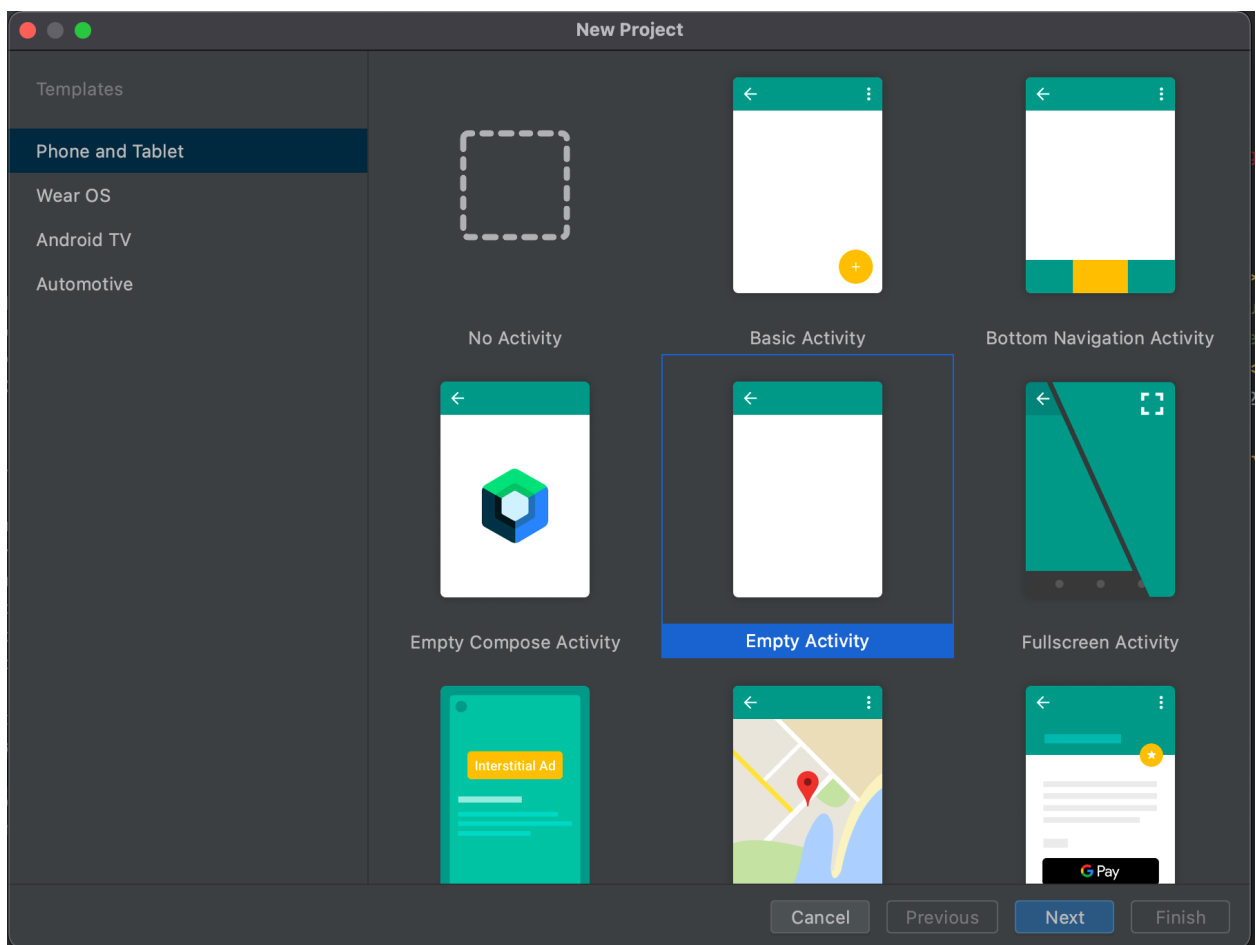 New Project
Templates
Phone and Tablet
Wear OS
Android TV
Automotive
No Activity
Basic Activity
Bottom Navigation Activity
Empty Compose Activity
Empty Activity
Fullscreen Activity
Interstitial Ad
G Pay
Cancel
Previous
Next
Finish